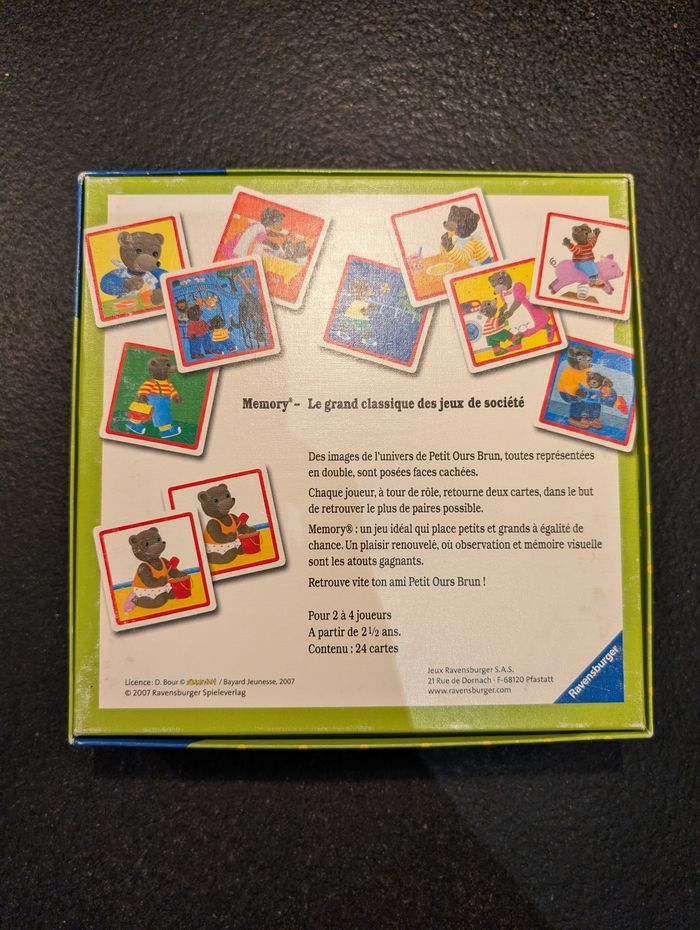 Memory® – Le grand classique des jeux de société
Des images de l'univers de Petit Ours Brun, toutes représentées
en double, sont posées faces cachées.
Chaque joueur, à tour de rôle, retourne deux cartes, dans le but
de retrouver le plus de paires possible.
Memory® : un jeu idéal qui place petits et grands à égalité de
chance. Un plaisir renouvelé, où observation et mémoire visuelle
sont les atouts gagnants.
Retrouve vite ton ami Petit Ours Brun !
Pour 2 à 4 joueurs
A partir de 2 1/2 ans.
Contenu : 24 cartes
Licence : D. Bour © / Bayard Jeunesse, 2007
© 2007 Ravensburger Spieleverlag
Jeux Ravensburger S.A.S.
21 Rue de Dornach · F-68120 Pfastatt
www.ravensburger.com
Ravensburger